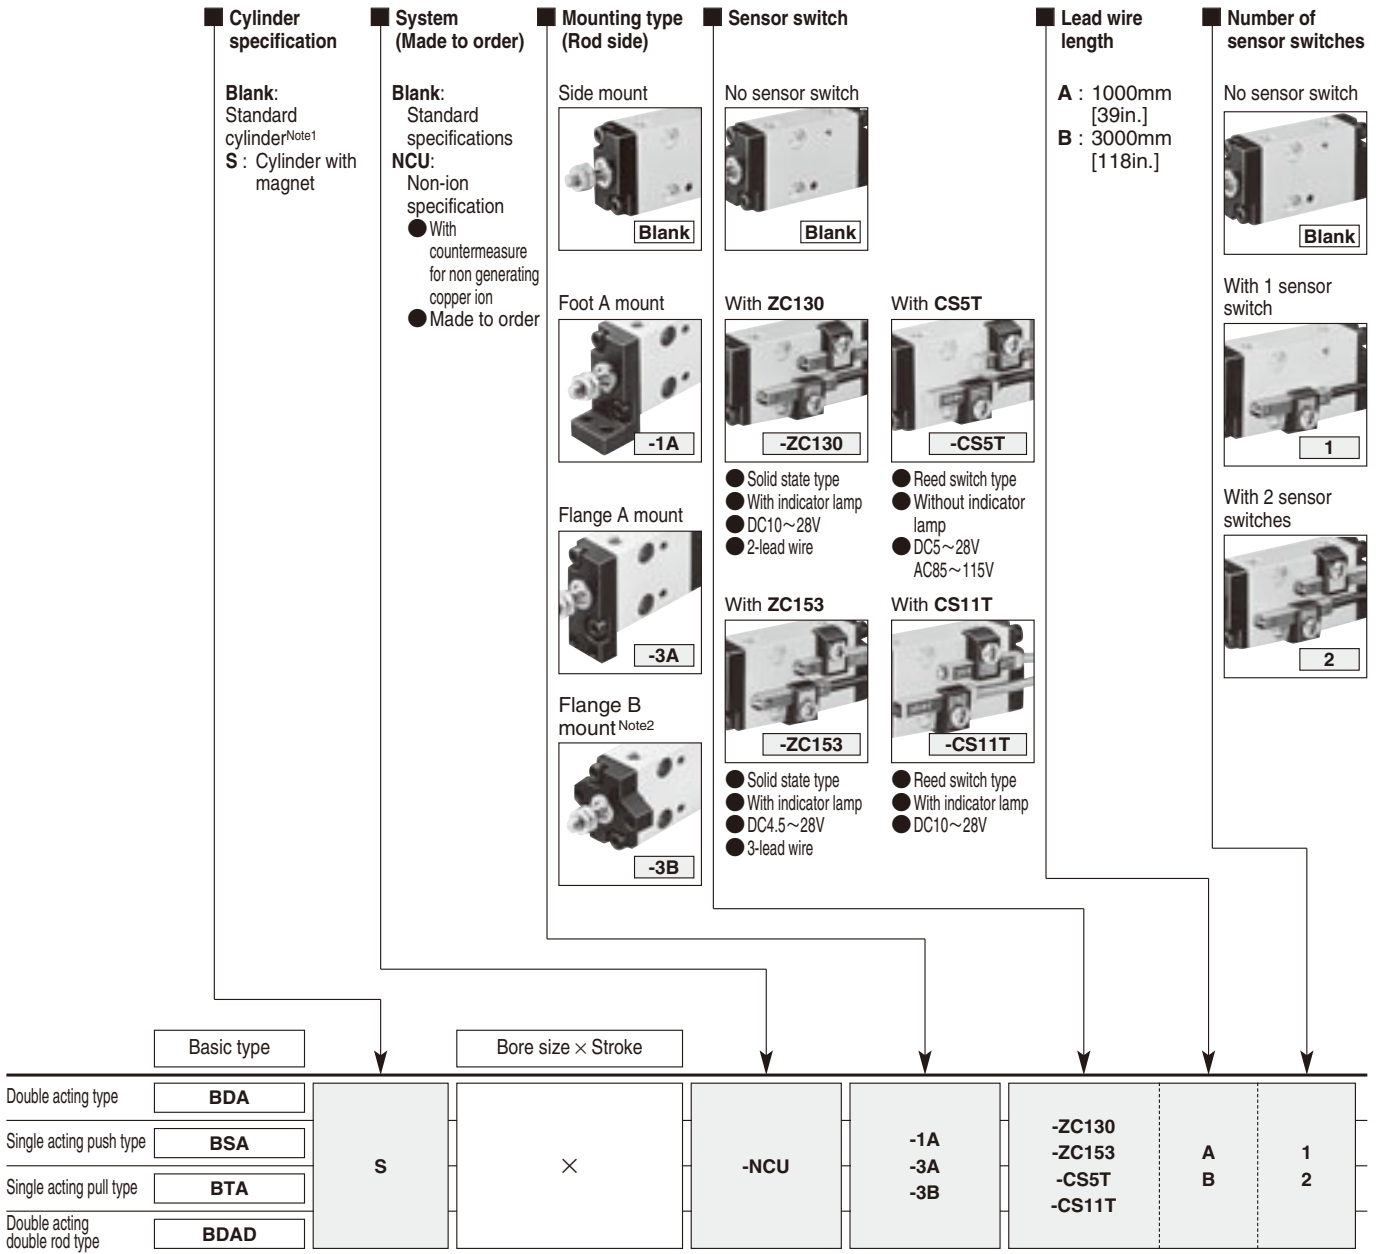 ■ Cylinder
specification
Blank:
Standard
cylinderNote1
S : Cylinder with
magnet
■ System
(Made to order)
Blank:
Standard
specifications
NCU:
Non-ion
specification
● With
countermeasure
for non generating
copper ion
● Made to order
■ Mounting type
(Rod side)
Side mount
Blank
Foot A mount
-1A
Flange A mount
-3A
Flange B
mount Note2
-3B
■ Sensor switch
No sensor switch
Blank
With ZC130
-ZC130
● Solid state type
● With indicator lamp
● DC10～28V
● 2-lead wire
With CS5T
-CS5T
● Reed switch type
● Without indicator
lamp
● DC5～28V
AC85～115V
With ZC153
-ZC153
● Solid state type
● With indicator lamp
● DC4.5～28V
● 3-lead wire
With CS11T
-CS11T
● Reed switch type
● With indicator lamp
● DC10～28V
■ Lead wire
length
A : 1000mm
[39in.]
B : 3000mm
[118in.]
■ Number of
sensor switches
No sensor switch
Blank
With 1 sensor
switch
1
With 2 sensor
switches
2
Basic type
Bore size × Stroke
Double acting type
BDA
Single acting push type
BSA
Single acting pull type
BTA
Double acting
double rod type
BDAD
S
×
-NCU
-1A
-3A
-3B
-ZC130
-ZC153
-CS5T
-CS11T
A
B
1
2